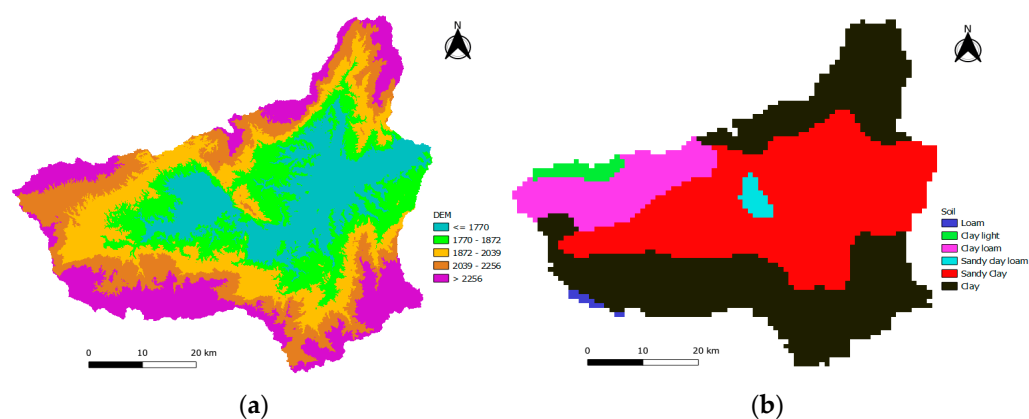 N
DEM
<= 1770
1770 - 1872
1872 - 2039
2039 - 2256
> 2256
0 10 20 km
(a)
N
Soil
Loam
Clay light
Clay loam
Sandy clay loam
Sandy Clay
Clay
0 10 20 km
(b)